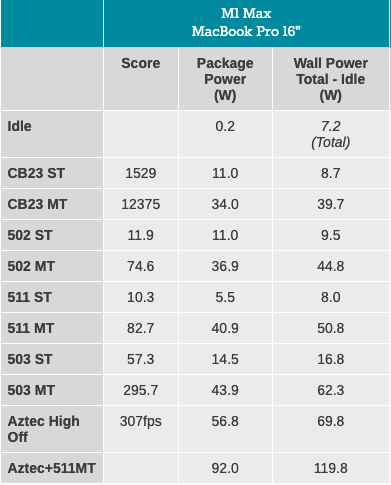 M1 Max
MacBook Pro 16"
Score Package Power (W) Wall Power Total - Idle (W)
Idle 0.2 7.2 (Total)
CB23 ST 1529 11.0 8.7
CB23 MT 12375 34.0 39.7
502 ST 11.9 11.0 9.5
502 MT 74.6 36.9 44.8
511 ST 10.3 5.5 8.0
511 MT 82.7 40.9 50.8
503 ST 57.3 14.5 16.8
503 MT 295.7 43.9 62.3
Aztec High Off 307fps 56.8 69.8
Aztec+511MT 92.0 119.8